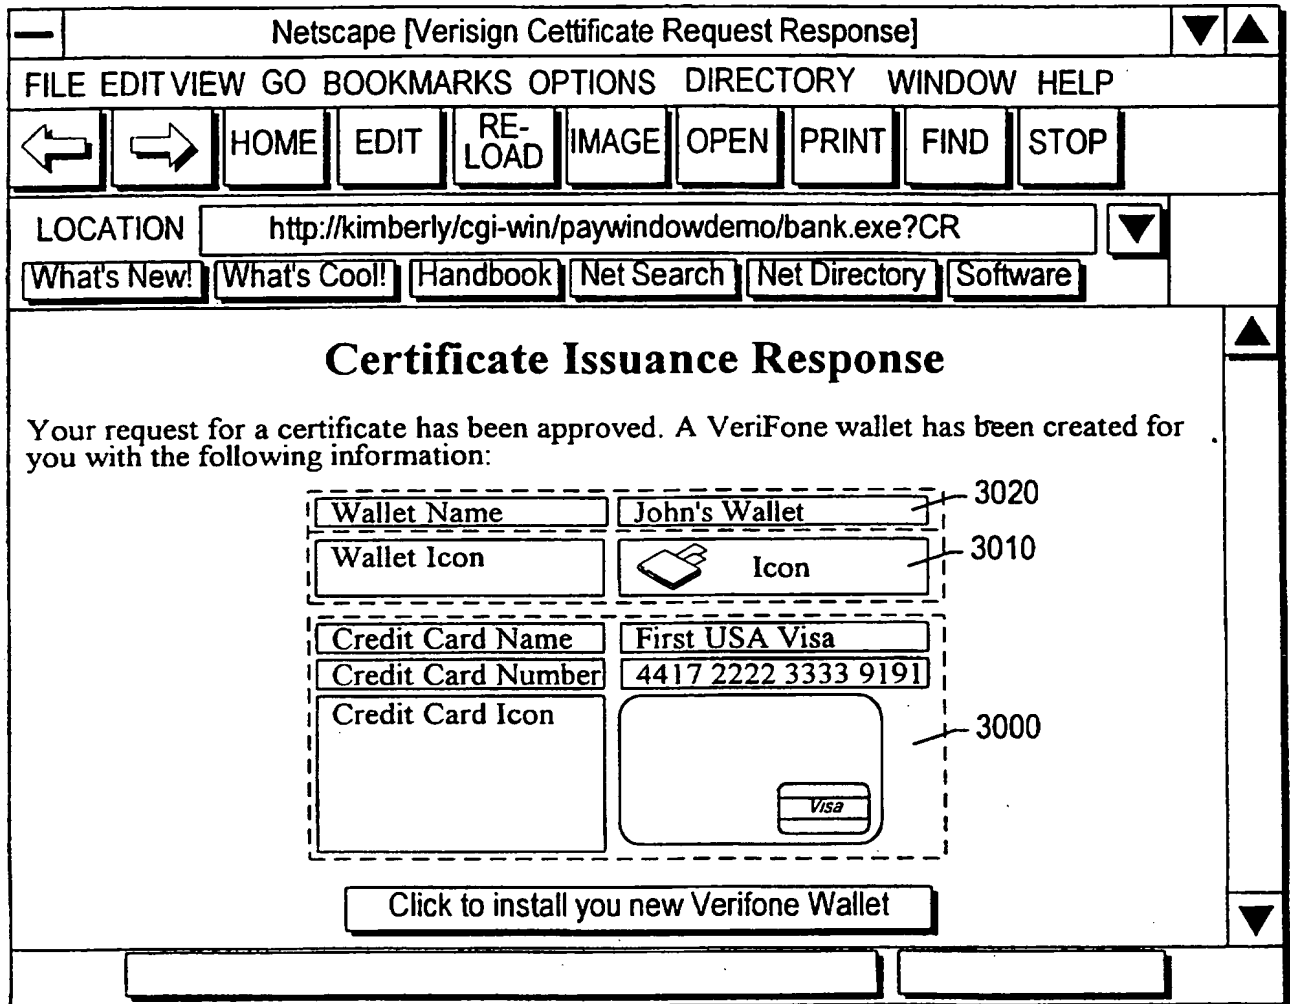 Netscape [Verisign Cettificate Request Response]
FILE EDIT VIEW GO BOOKMARKS OPTIONS DIRECTORY WINDOW HELP
HOME EDIT RE-LOAD IMAGE OPEN PRINT FIND STOP
LOCATION http://kimberly/cgi-win/paywindowdemo/bank.exe?CR
What's New! What's Cool! Handbook Net Search Net Directory Software
Certificate Issuance Response
Your request for a certificate has been approved. A VeriFone wallet has been created for
you with the following information:
Wallet Name John's Wallet 3020
Wallet Icon Icon 3010
Credit Card Name First USA Visa
Credit Card Number 4417 2222 3333 9191
Credit Card Icon 3000
Visa
Click to install you new Verifone Wallet